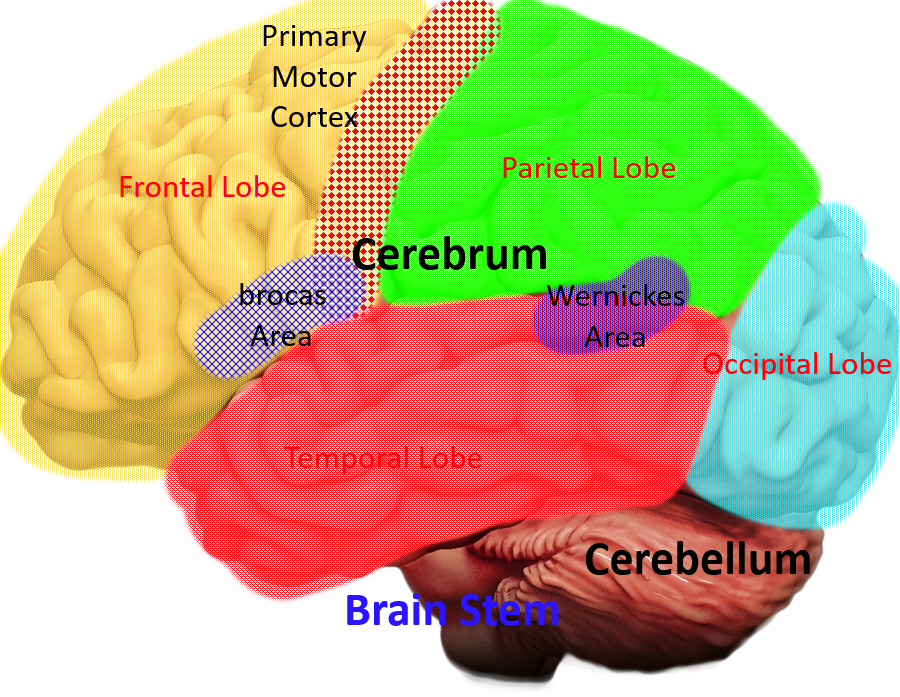 Primary
Motor
Cortex
Frontal Lobe
Parietal Lobe
Cerebrum
brocas
Area
Wernickes
Area
Occipital Lobe
Temporal Lobe
Cerebellum
Brain Stem